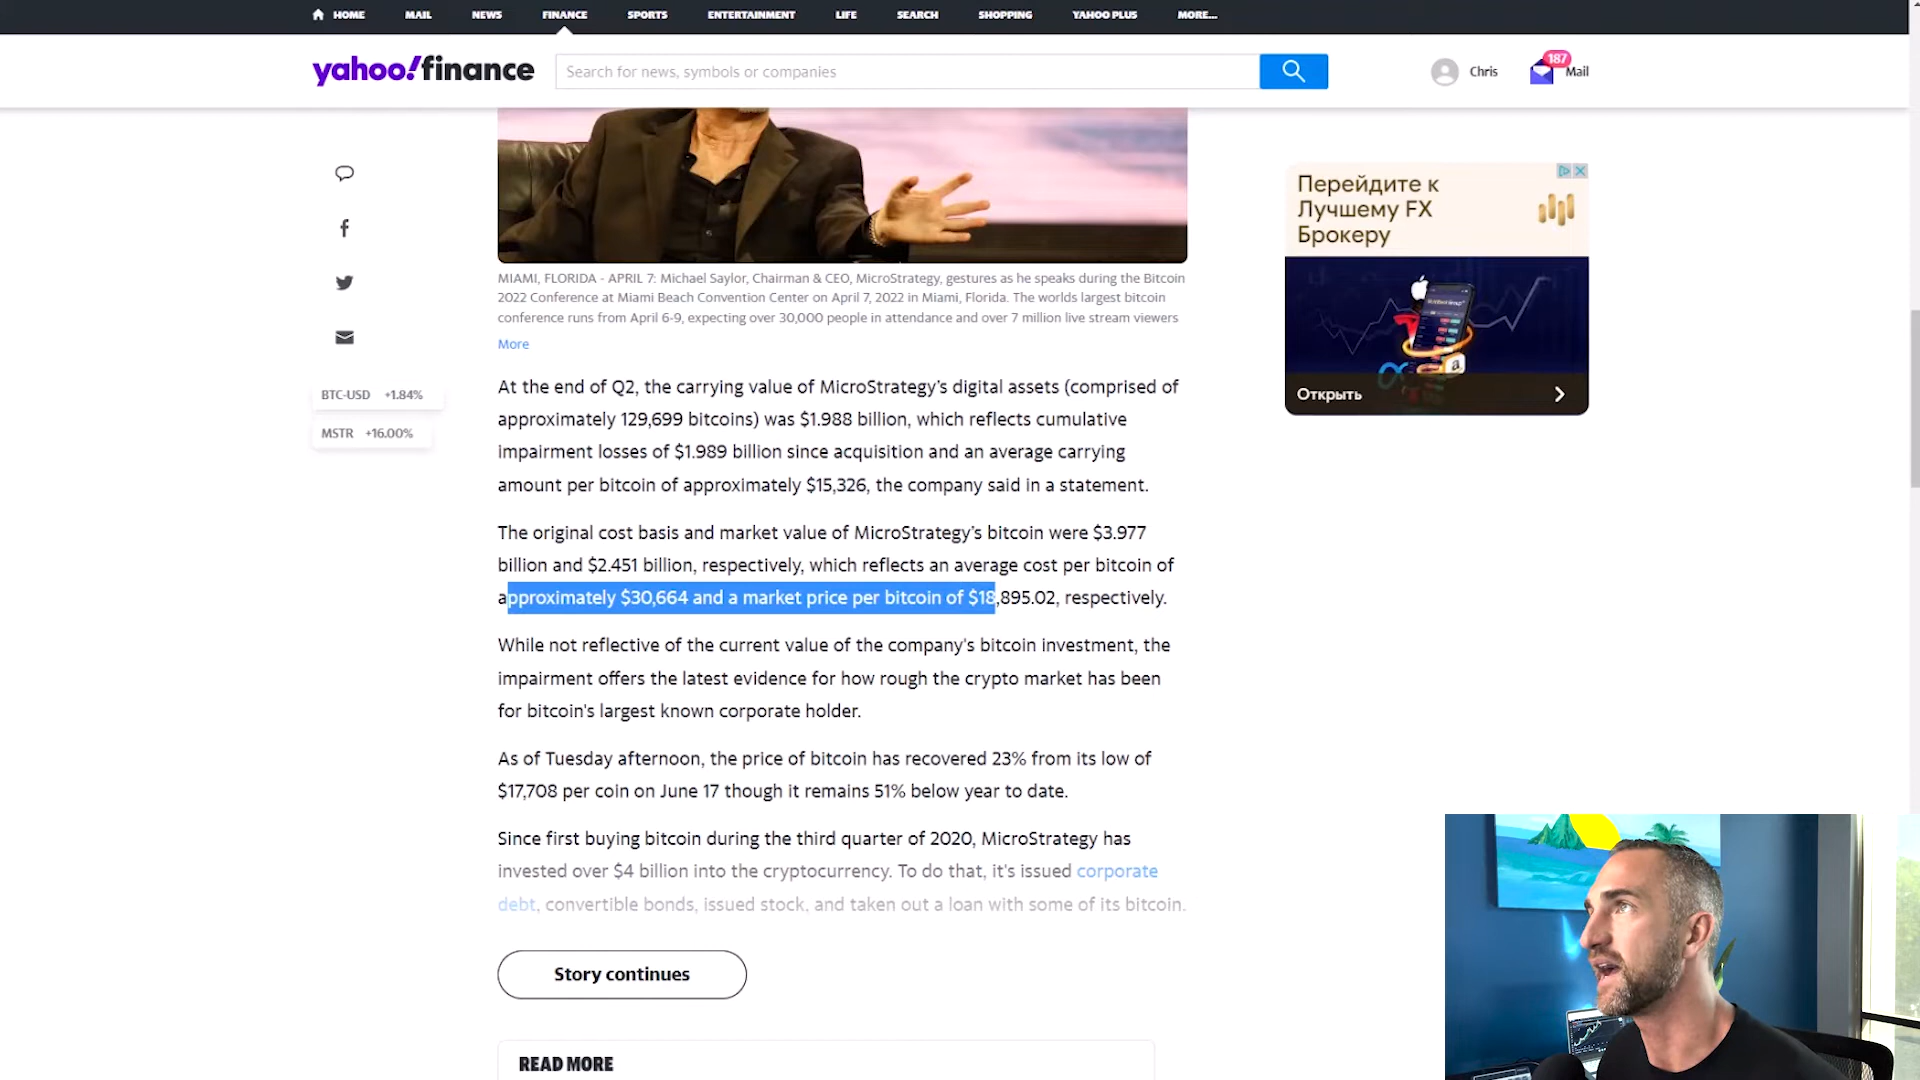 HOME MAIL NEWS FINANCE SPORTS ENTERTAINMENT LIFE SEARCH SHOPPING YAHOO PLUS MORE...
yahoo!finance
Search for news, symbols or companies
Chris
187
Mail
MIAMI, FLORIDA - APRIL 7: Michael Saylor, Chairman & CEO, MicroStrategy, gestures as he speaks during the Bitcoin
2022 Conference at Miami Beach Convention Center on April 7, 2022 in Miami, Florida. The worlds largest bitcoin
conference runs from April 6-9, expecting over 30,000 people in attendance and over 7 million live stream viewers
More
BTC-USD +1.84%
MSTR +16.00%
At the end of Q2, the carrying value of MicroStrategy's digital assets (comprised of
approximately 129,699 bitcoins) was $1.988 billion, which reflects cumulative
impairment losses of $1.989 billion since acquisition and an average carrying
amount per bitcoin of approximately $15,326, the company said in a statement.
The original cost basis and market value of MicroStrategy's bitcoin were $3.977
billion and $2.451 billion, respectively, which reflects an average cost per bitcoin of
approximately $30,664 and a market price per bitcoin of $18,895.02, respectively.
While not reflective of the current value of the company's bitcoin investment, the
impairment offers the latest evidence for how rough the crypto market has been
for bitcoin's largest known corporate holder.
As of Tuesday afternoon, the price of bitcoin has recovered 23% from its low of
$17,708 per coin on June 17 though it remains 51% below year to date.
Since first buying bitcoin during the third quarter of 2020, MicroStrategy has
invested over $4 billion into the cryptocurrency. To do that, it's issued corporate
debt, convertible bonds, issued stock, and taken out a loan with some of its bitcoin.
Story continues
READ MORE
Перейдите к
Лучшему FX
Брокеру
Открыть